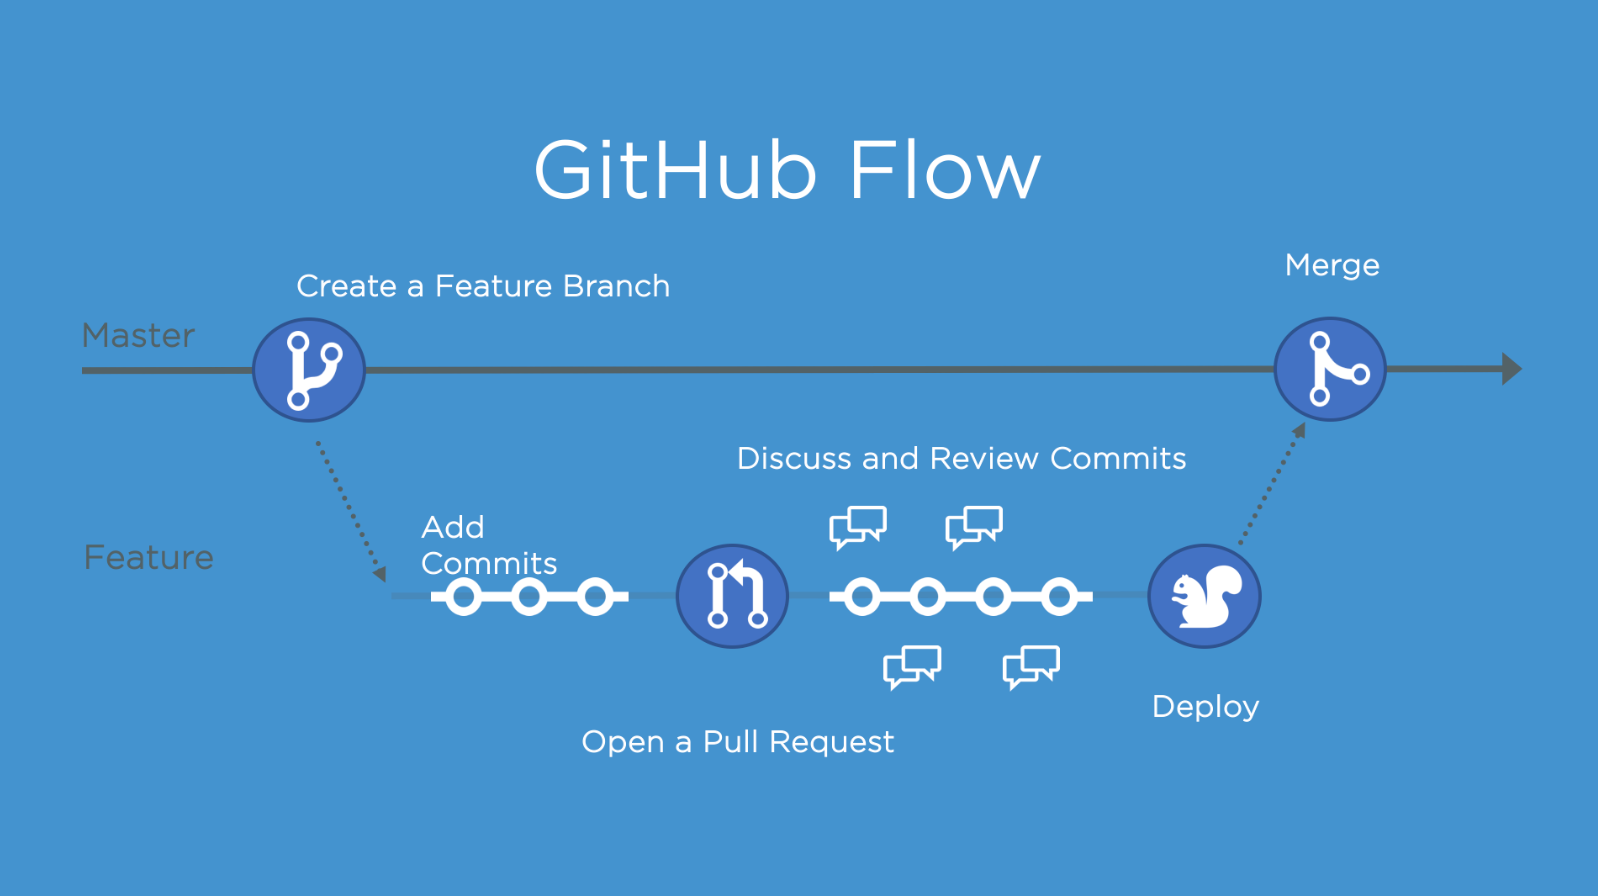 GitHub Flow
Merge
Create a Feature Branch
Master
Discuss and Review Commits
Add
Commits
Feature
Deploy
Open a Pull Request